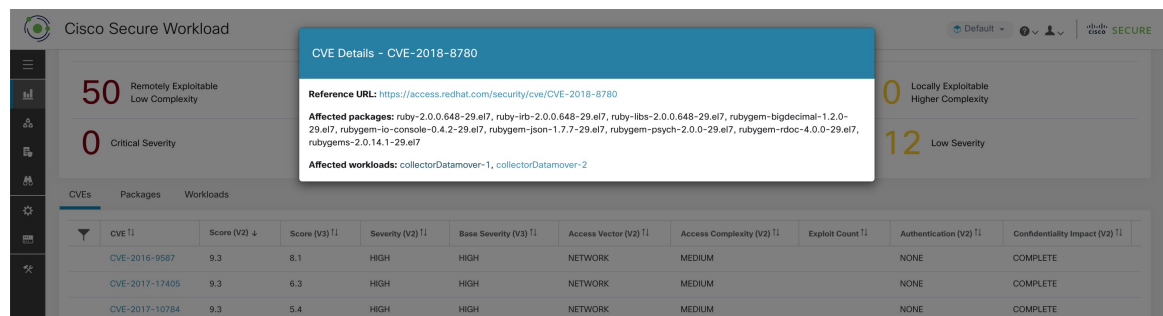 Cisco Secure Workload
Default
cisco SECURE
CVE Details - CVE-2018-8780
Reference URL: https://access.redhat.com/security/cve/CVE-2018-8780
Affected packages: ruby-2.0.0.648-29.el7, ruby-irb-2.0.0.648-29.el7, ruby-libs-2.0.0.648-29.el7, rubygem-bigdecimal-1.2.0-
29.el7, rubygem-io-console-0.4.2-29.el7, rubygem-json-1.7.7-29.el7, rubygem-psych-2.0.0-29.el7, rubygem-rdoc-4.0.0-29.el7,
rubygems-2.0.14.1-29.el7
Affected workloads: collectorDatamover-1, collectorDatamover-2
50 Remotely Exploitable
Low Complexity
0 Locally Exploitable
Higher Complexity
0 Critical Severity
12 Low Severity
CVEs Packages Workloads
CVE Score (V2) Score (V3) Severity (V2) Base Severity (V3) Access Vector (V2) Access Complexity (V2) Exploit Count Authentication (V2) Confidentiality Impact (V2)
CVE-2016-9587 9.3 8.1 HIGH HIGH NETWORK MEDIUM NONE COMPLETE
CVE-2017-17405 9.3 6.3 HIGH HIGH NETWORK MEDIUM NONE COMPLETE
CVE-2017-10784 9.3 5.4 HIGH HIGH NETWORK MEDIUM NONE COMPLETE